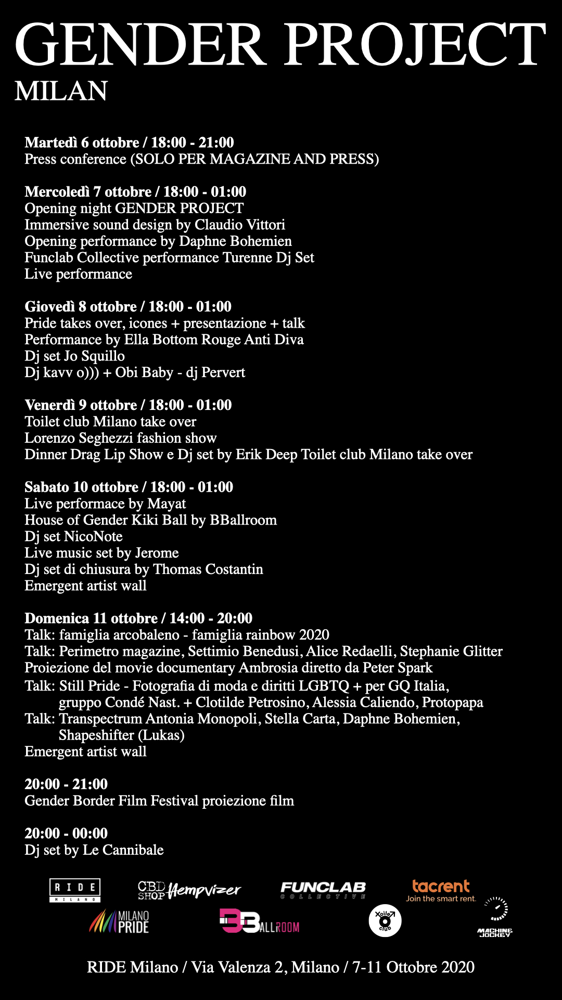 GENDER PROJECT
MILAN
Martedì 6 ottobre / 18:00 - 21:00
Press conference (SOLO PER MAGAZINE AND PRESS)
Mercoledì 7 ottobre / 18:00 - 01:00
Opening night GENDER PROJECT
Immersive sound design by Claudio Vittori
Opening performance by Daphne Bohemien
Funclab Collective performance Turenne Dj Set
Live performance
Giovedì 8 ottobre / 18:00 - 01:00
Pride takes over, icones + presentazione + talk
Performance by Ella Bottom Rouge Anti Diva
Dj set Jo Squillo
Dj kavv o))) + Obi Baby - dj Pervert
Venerdì 9 ottobre / 18:00 - 01:00
Toilet club Milano take over
Lorenzo Seghezzi fashion show
Dinner Drag Lip Show e Dj set by Erik Deep Toilet club Milano take over
Sabato 10 ottobre / 18:00 - 01:00
Live performace by Mayat
House of Gender Kiki Ball by BBallroom
Dj set NicoNote
Live music set by Jerome
Dj set di chiusura by Thomas Costantin
Emergent artist wall
Domenica 11 ottobre / 14:00 - 20:00
Talk: famiglia arcobaleno - famiglia rainbow 2020
Talk: Perimetro magazine, Settimio Benedusi, Alice Redaelli, Stephanie Glitter
Proiezione del movie documentary Ambrosia diretto da Peter Spark
Talk: Still Pride - Fotografia di moda e diritti LGBTQ + per GQ Italia,
gruppo Condé Nast. + Clotilde Petrosino, Alessia Caliendo, Protopapa
Talk: Transpectrum Antonia Monopoli, Stella Carta, Daphne Bohemien,
Shapeshifter (Lukas)
Emergent artist wall
20:00 - 21:00
Gender Border Film Festival proiezione film
20:00 - 00:00
Dj set by Le Cannibale
RIDE
MILANO
CBD
SHOP Hempvizer
FUNCLAB
COLLECTIVE
tacrent
Join the smart rent.
MILANO
PRIDE
BBALLROOM
Toilet
club
MACHINE
JOCKEY
RIDE Milano / Via Valenza 2, Milano / 7-11 Ottobre 2020